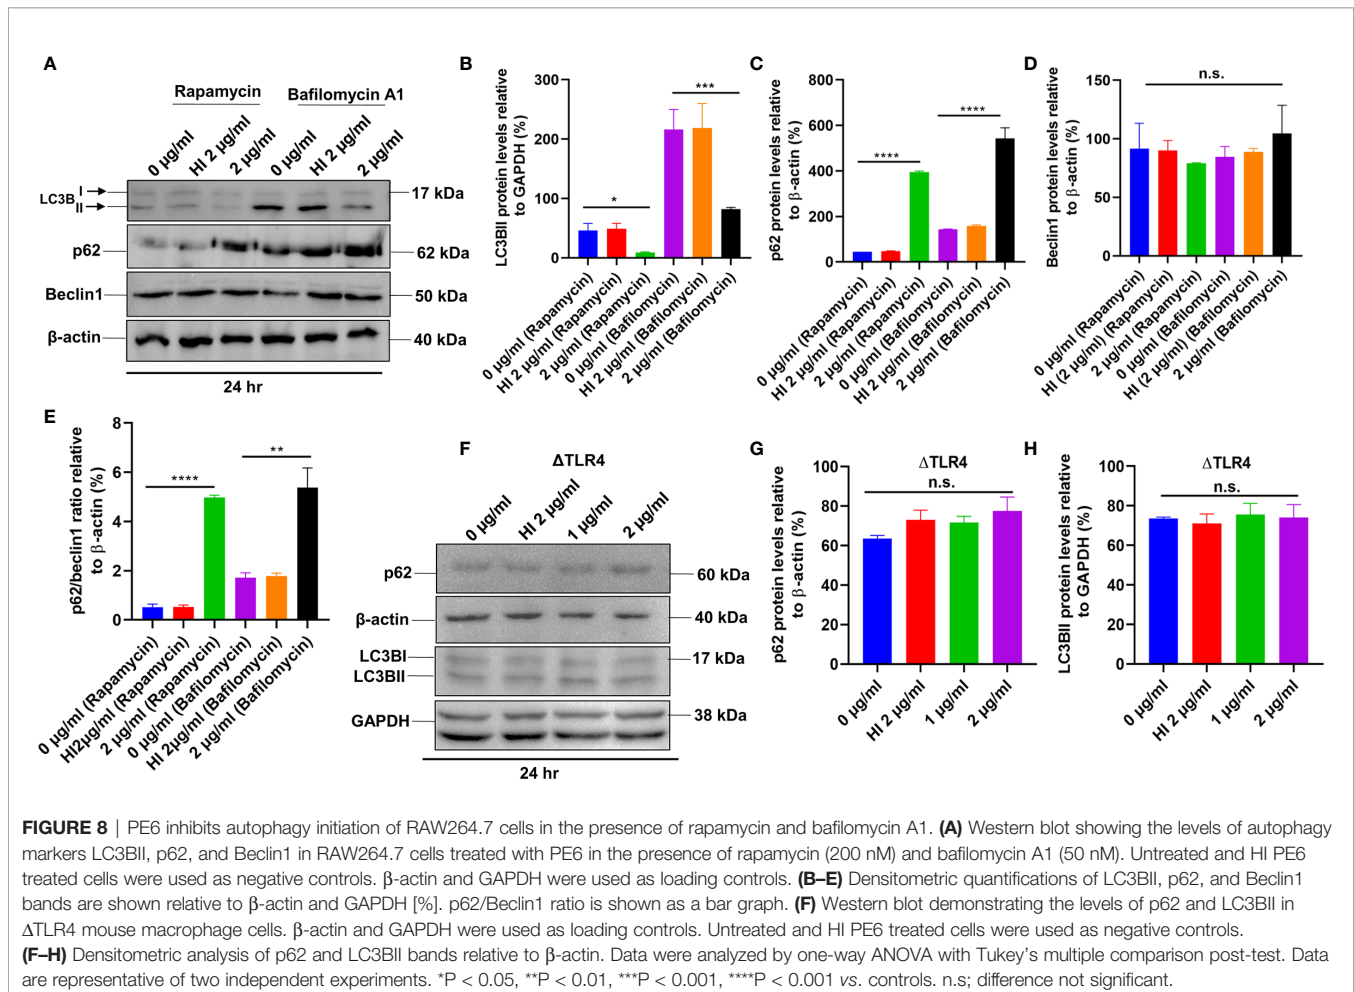 A
Rapamycin
Bafilomycin A1
0 µg/ml
HI 2 µg/ml
2 µg/ml
0 µg/ml
HI 2 µg/ml
2 µg/ml
LC3B
I
II
17 kDa
p62
62 kDa
Beclin1
50 kDa
β-actin
40 kDa
24 hr
B
LC3BII protein levels relative
to GAPDH (%)
300
200
100
0
*
***
0 µg/ml (Rapamycin)
HI 2 µg/ml (Rapamycin)
2 µg/ml (Rapamycin)
0 µg/ml (Bafilomycin)
HI 2 µg/ml (Bafilomycin)
2 µg/ml (Bafilomycin)
C
p62 protein levels relative
to β-actin (%)
800
600
400
200
0
****
****
0 µg/ml (Rapamycin)
HI 2 µg/ml (Rapamycin)
2 µg/ml (Rapamycin)
0 µg/ml (Bafilomycin)
HI 2 µg/ml (Bafilomycin)
2 µg/ml (Bafilomycin)
D
Beclin1 protein levels relative
to β-actin (%)
150
100
50
0
n.s.
0 µg/ml (Rapamycin)
HI (2 µg/ml) (Rapamycin)
2 µg/ml (Rapamycin)
0 µg/ml (Bafilomycin)
HI (2 µg/ml) (Bafilomycin)
2 µg/ml (Bafilomycin)
E
p62/beclin1 ratio relative
to β-actin (%)
8
6
4
2
0
****
**
0 µg/ml (Rapamycin)
HI2µg/ml (Rapamycin)
2 µg/ml (Rapamycin)
0 µg/ml (Bafilomycin)
HI 2µg/ml (Bafilomycin)
2 µg/ml (Bafilomycin)
F
ΔTLR4
0 µg/ml
HI 2 µg/ml
1 µg/ml
2 µg/ml
p62
60 kDa
β-actin
40 kDa
LC3BI
17 kDa
LC3BII
GAPDH
38 kDa
24 hr
G
ΔTLR4
n.s.
p62 protein levels relative
to β-actin (%)
100
80
60
40
20
0
0 µg/ml
HI 2 µg/ml
1 µg/ml
2 µg/ml
H
ΔTLR4
n.s.
LC3BII protein levels relative
to GAPDH (%)
100
80
60
40
20
0
0 µg/ml
HI 2 µg/ml
1 µg/ml
2 µg/ml
FIGURE 8 | PE6 inhibits autophagy initiation of RAW264.7 cells in the presence of rapamycin and bafilomycin A1. (A) Western blot showing the levels of autophagy
markers LC3BII, p62, and Beclin1 in RAW264.7 cells treated with PE6 in the presence of rapamycin (200 nM) and bafilomycin A1 (50 nM). Untreated and HI PE6
treated cells were used as negative controls. β-actin and GAPDH were used as loading controls. (B–E) Densitometric quantifications of LC3BII, p62, and Beclin1
bands are shown relative to β-actin and GAPDH [%]. p62/Beclin1 ratio is shown as a bar graph. (F) Western blot demonstrating the levels of p62 and LC3BII in
ΔTLR4 mouse macrophage cells. β-actin and GAPDH were used as loading controls. Untreated and HI PE6 treated cells were used as negative controls.
(F–H) Densitometric analysis of p62 and LC3BII bands relative to β-actin. Data were analyzed by one-way ANOVA with Tukey's multiple comparison post-test. Data
are representative of two independent experiments. *P < 0.05, **P < 0.01, ***P < 0.001, ****P < 0.001 vs. controls. n.s; difference not significant.